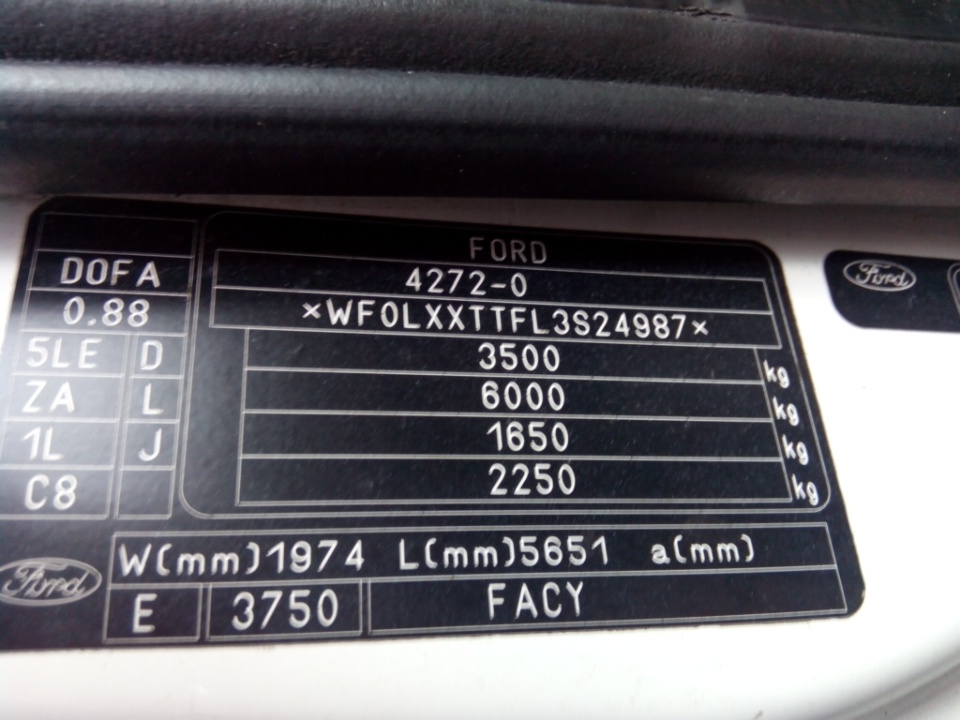 FORD
DOFA
4272-0
Ford
0.88
×WF0LXXTTFL3S24987×
5LE D
3500 kg
ZA L
6000 kg
1L J
1650 kg
C8
2250 kg
W(mm)1974 L(mm)5651 a(mm)
Ford
E 3750 FACY